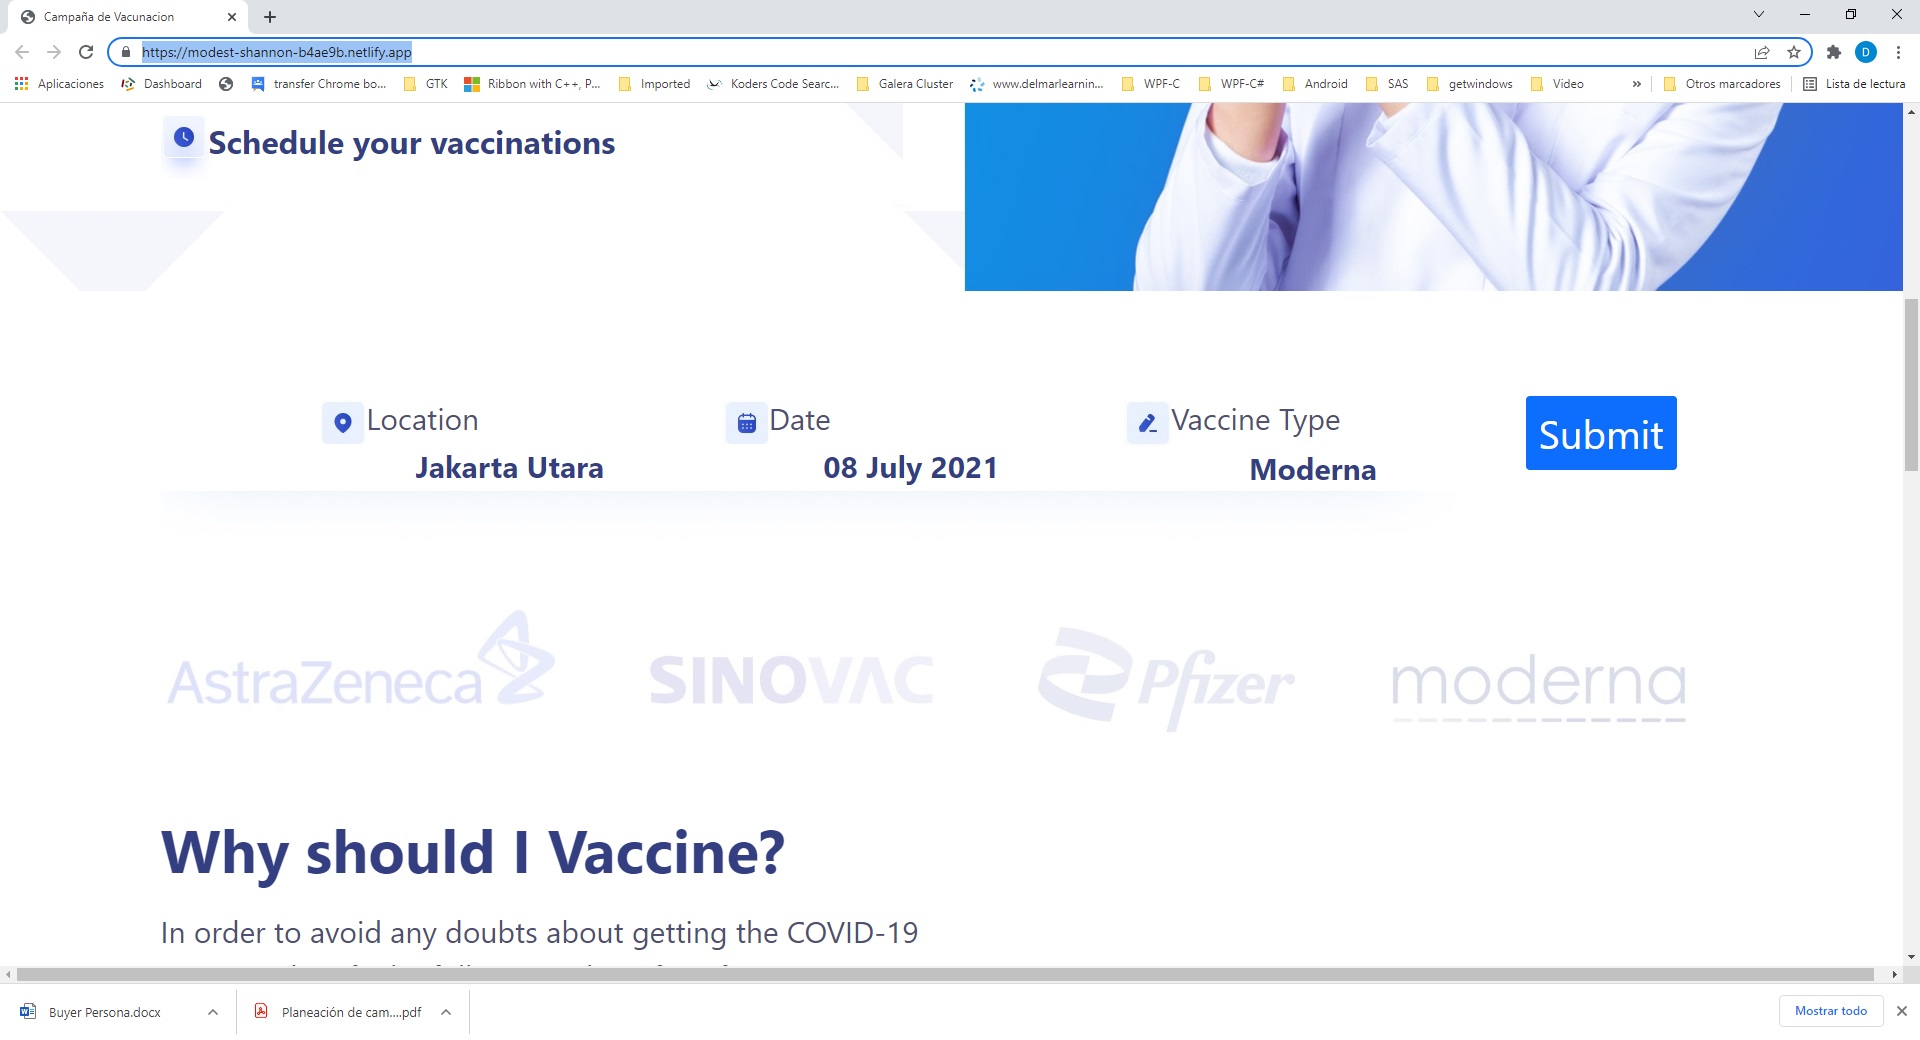 Campaña de Vacunacion
https://modest-shannon-b4ae9b.netlify.app
D
Aplicaciones
Dashboard
transfer Chrome bo...
GTK
Ribbon with C++, P...
Imported
Koders Code Searc...
Galera Cluster
www.delmarlearnin...
WPF-C
WPF-C#
Android
SAS
getwindows
Video
»
Otros marcadores
Lista de lectura
Schedule your vaccinations
Location
Jakarta Utara
Date
08 July 2021
Vaccine Type
Moderna
Submit
AstraZeneca
SINOVAC
Pfizer
moderna
Why should I Vaccine?
In order to avoid any doubts about getting the COVID-19
Buyer Persona.docx
Planeación de cam....pdf
Mostrar todo